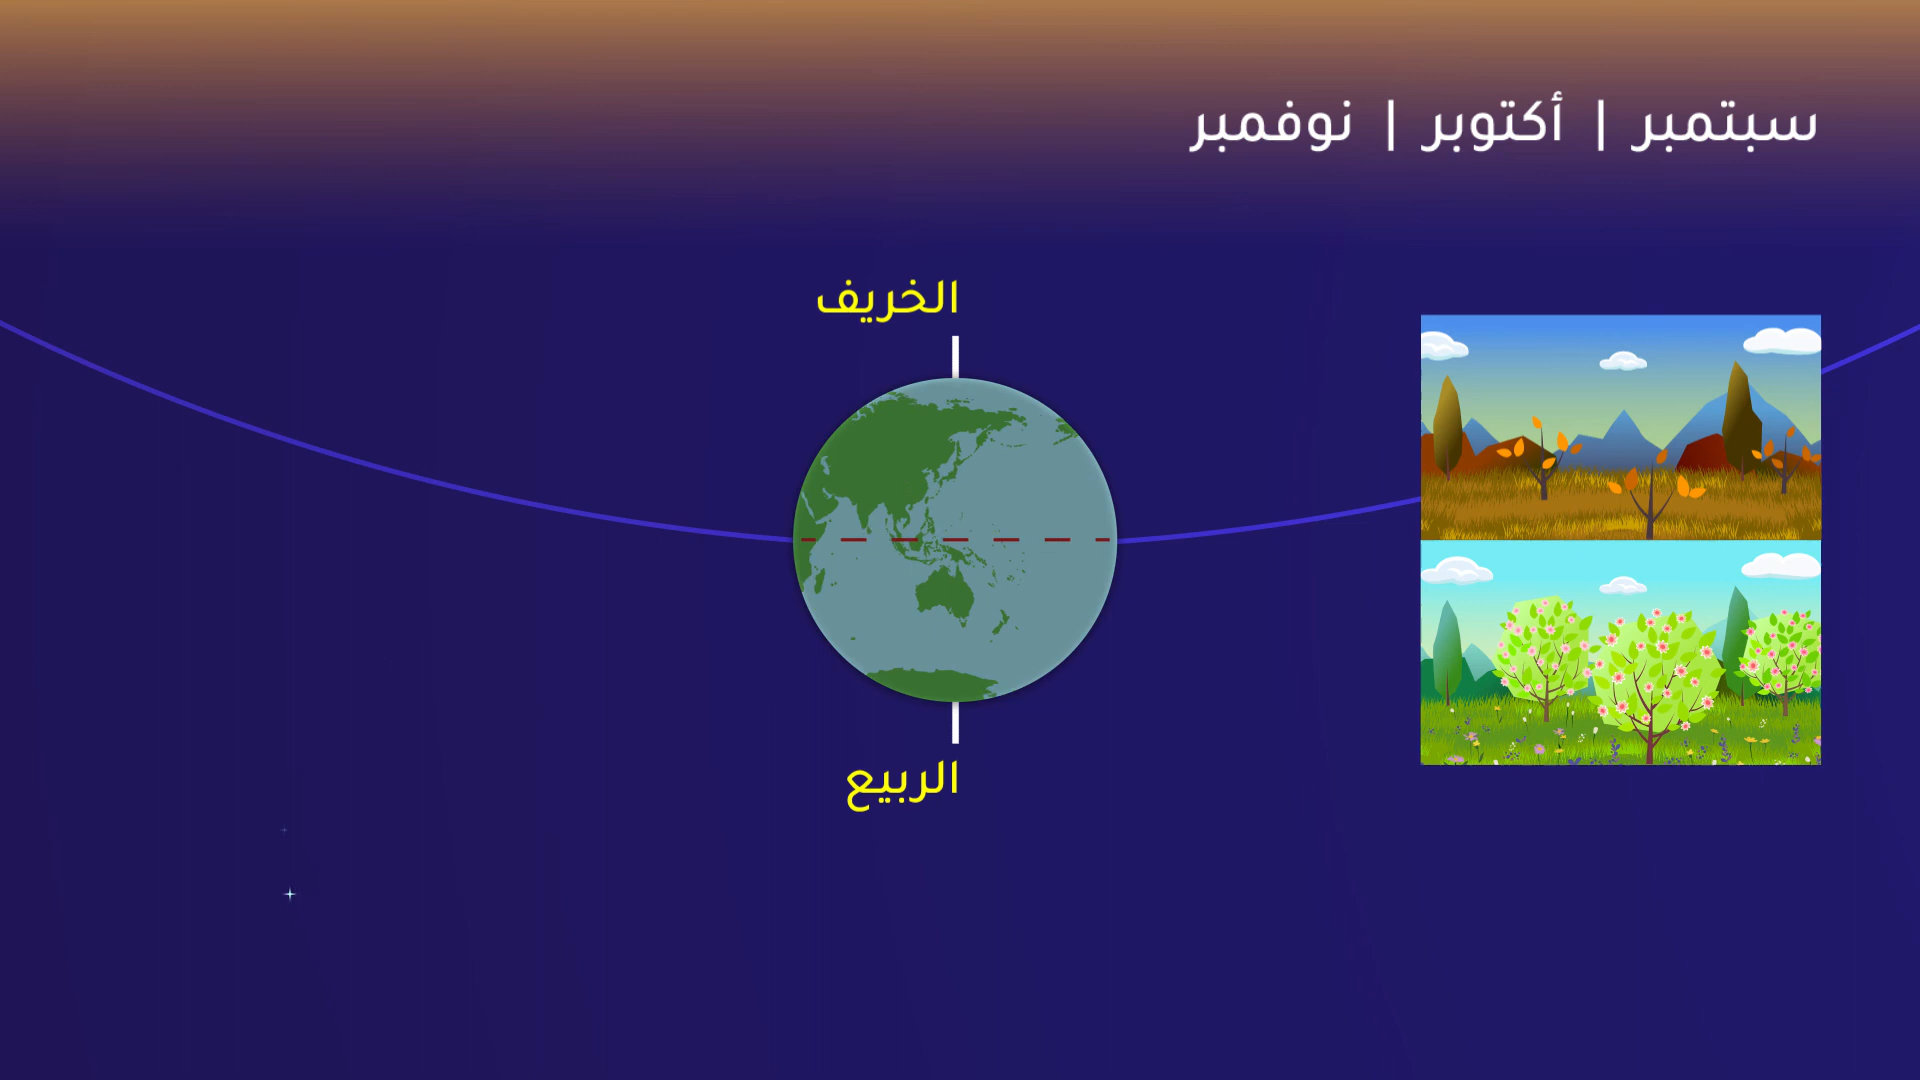 سبتمبر | أكتوبر | نوفمبر
الخريف
الربيع